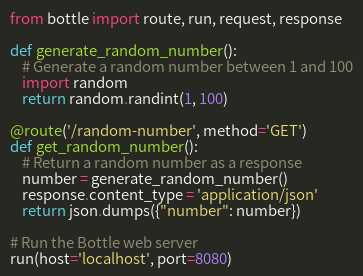 from bottle import route, run, request, response

def generate_random_number():
    # Generate a random number between 1 and 100
    import random
    return random.randint(1, 100)

@route('/random-number', method='GET')
def get_random_number():
    # Return a random number as a response
    number = generate_random_number()
    response.content_type = 'application/json'
    return json.dumps({"number": number})

# Run the Bottle web server
run(host='localhost', port=8080)